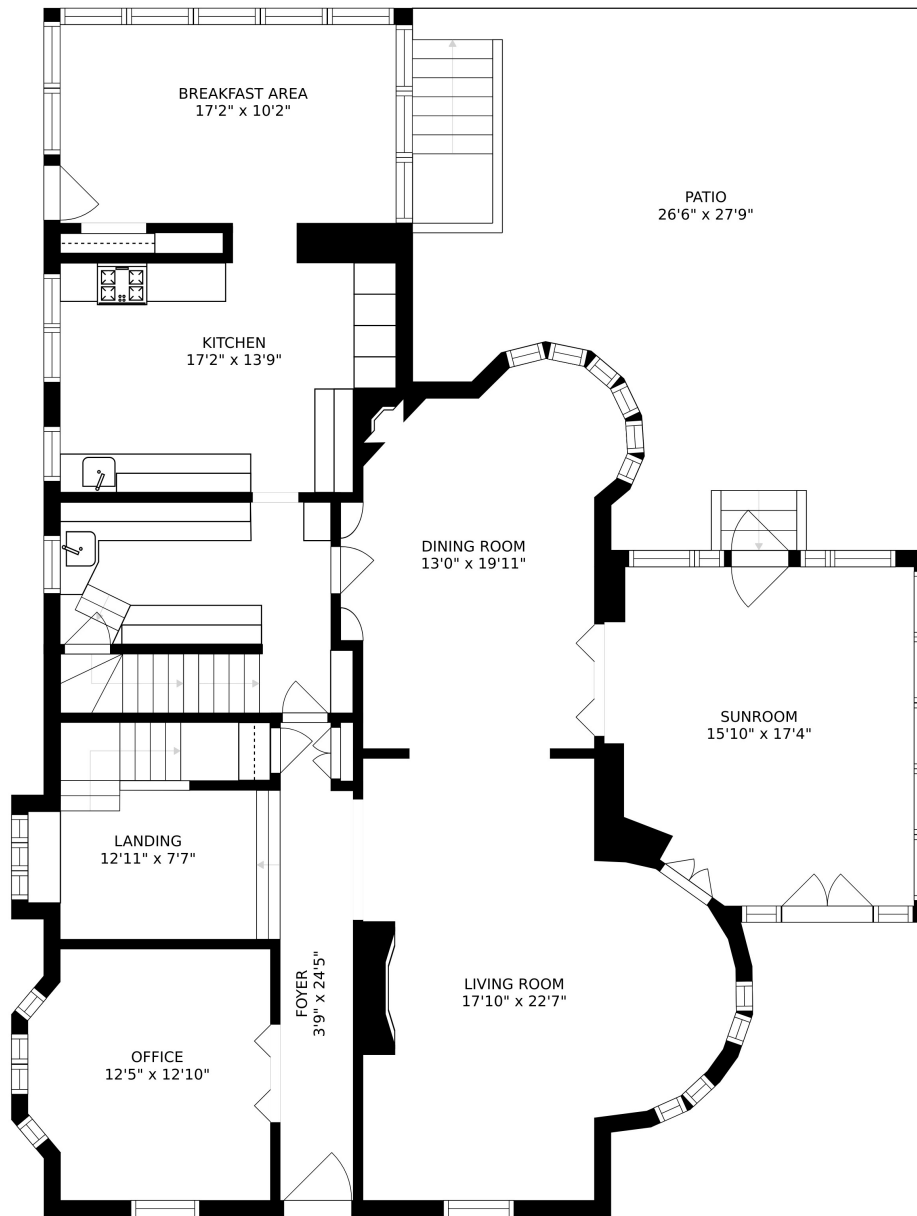 BREAKFAST AREA
17'2" x 10'2"
PATIO
26'6" x 27'9"
KITCHEN
17'2" x 13'9"
DINING ROOM
13'0" x 19'11"
SUNROOM
15'10" x 17'4"
LANDING
12'11" x 7'7"
FOYER
3'9" x 24'5"
LIVING ROOM
17'10" x 22'7"
OFFICE
12'5" x 12'10"